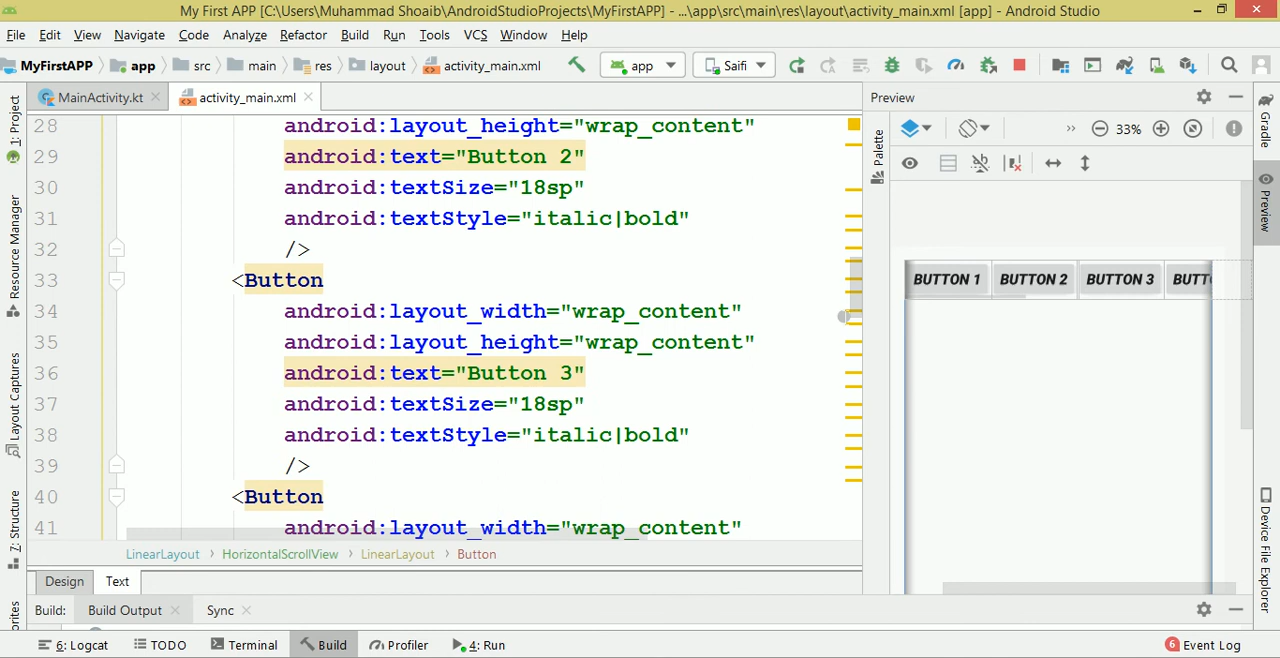 My First APP [C:\Users\Muhammad Shoaib\AndroidStudioProjects\MyFirstAPP] - ...\app\src\main\res\layout\activity_main.xml [app] - Android Studio
File Edit View Navigate Code Analyze Refactor Build Run Tools VCS Window Help
MyFirstAPP app src main res layout activity_main.xml app Saifi
MainActivity.kt activity_main.xml
Preview
33%
1: Project
Resource Manager
Layout Captures
7: Structure
28 android:layout_height="wrap_content"
29 android:text="Button 2"
30 android:textSize="18sp"
31 android:textStyle="italic|bold"
32 />
33 <Button
34 android:layout_width="wrap_content"
35 android:layout_height="wrap_content"
36 android:text="Button 3"
37 android:textSize="18sp"
38 android:textStyle="italic|bold"
39 />
40 <Button
41 android:layout_width="wrap_content"
Palette
BUTTON 1 BUTTON 2 BUTTON 3 BUTT
Gradle
Preview
Device File Explorer
LinearLayout › HorizontalScrollView › LinearLayout › Button
Design Text
Build: Build Output Sync
6: Logcat TODO Terminal Build Profiler 4: Run 6 Event Log